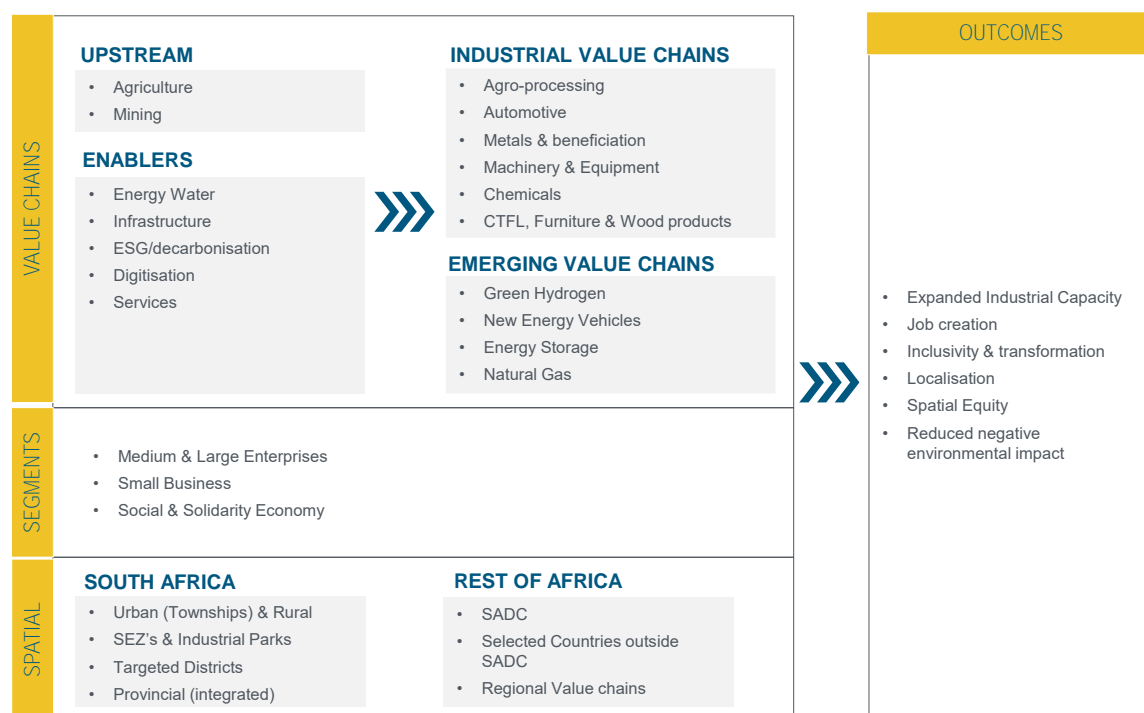 VALUE CHAINS
UPSTREAM
• Agriculture
• Mining
ENABLERS
• Energy Water
• Infrastructure
• ESG/decarbonisation
• Digitisation
• Services
INDUSTRIAL VALUE CHAINS
• Agro-processing
• Automotive
• Metals & beneficiation
• Machinery & Equipment
• Chemicals
• CTFL, Furniture & Wood products
EMERGING VALUE CHAINS
• Green Hydrogen
• New Energy Vehicles
• Energy Storage
• Natural Gas
SEGMENTS
• Medium & Large Enterprises
• Small Business
• Social & Solidarity Economy
SPATIAL
SOUTH AFRICA
• Urban (Townships) & Rural
• SEZ's & Industrial Parks
• Targeted Districts
• Provincial (integrated)
REST OF AFRICA
• SADC
• Selected Countries outside
SADC
• Regional Value chains
OUTCOMES
• Expanded Industrial Capacity
• Job creation
• Inclusivity & transformation
• Localisation
• Spatial Equity
• Reduced negative
environmental impact